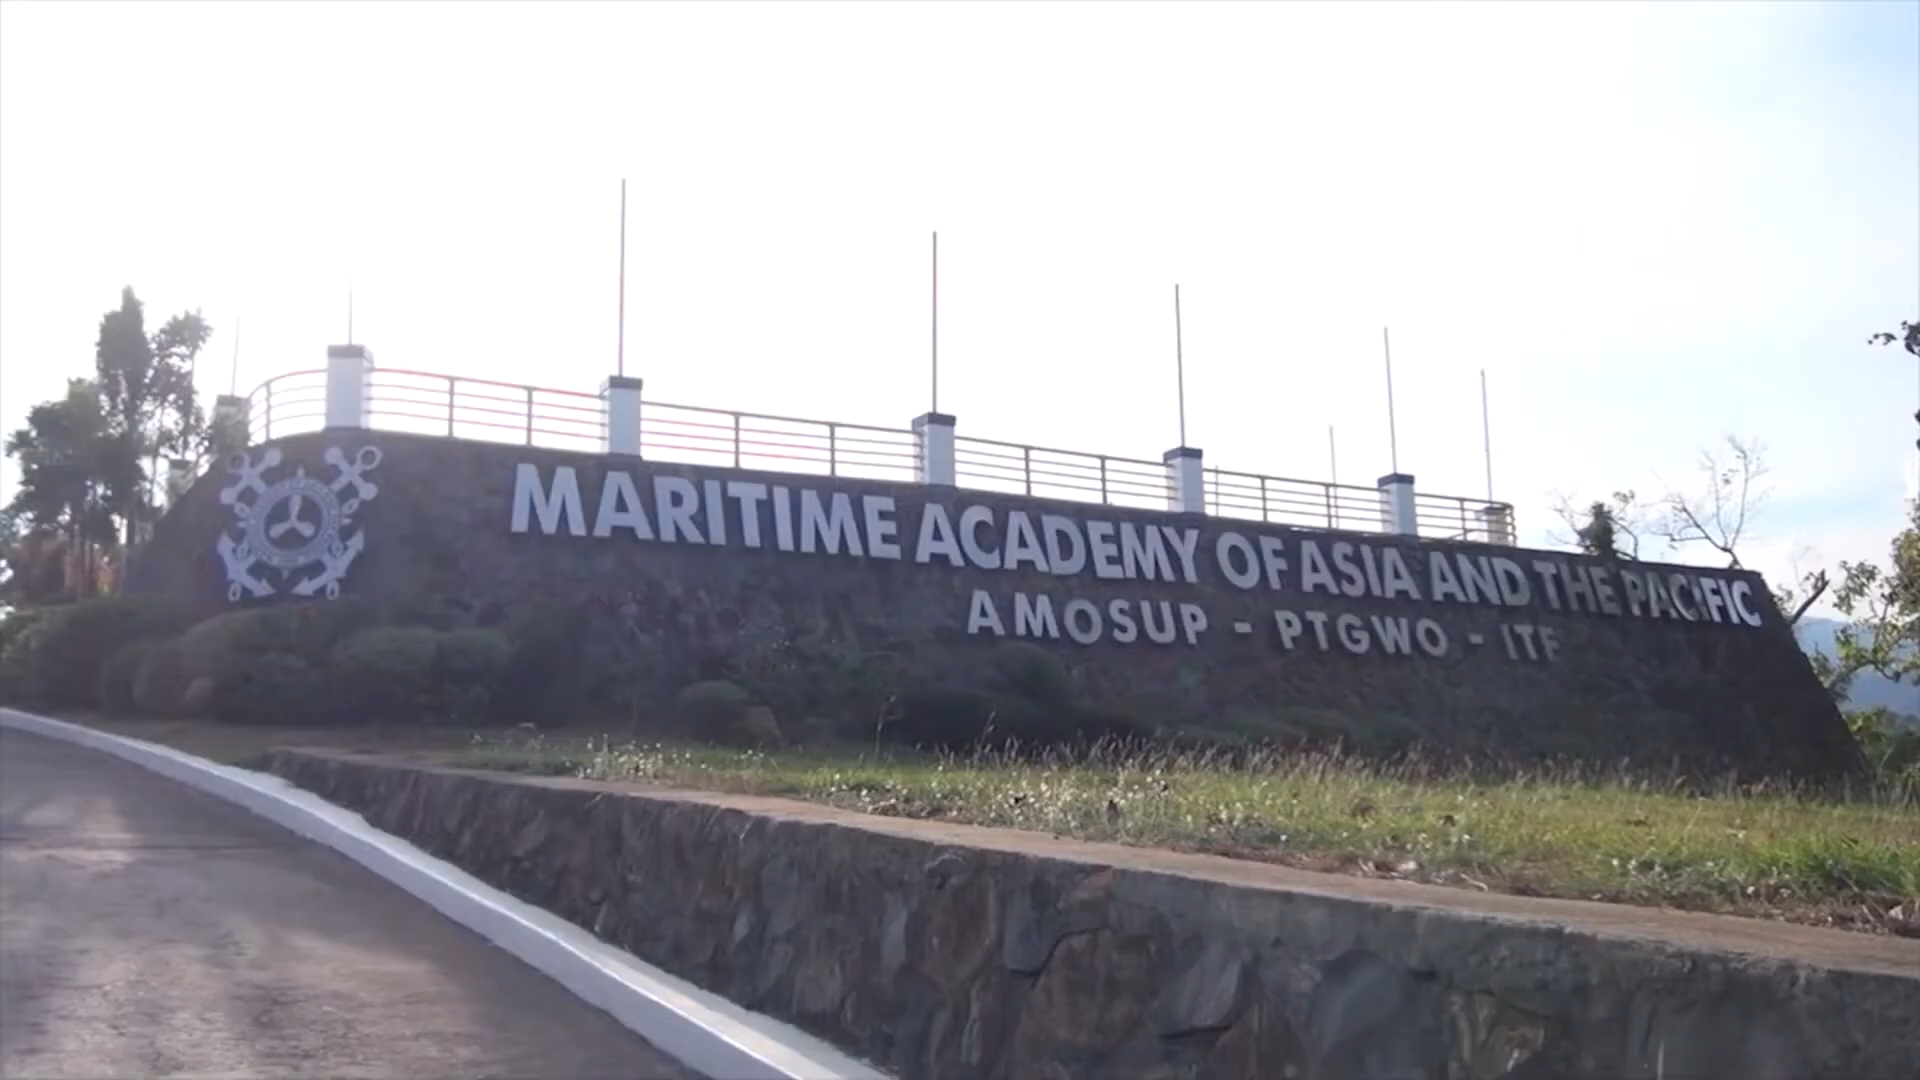 MARITIME ACADEMY OF ASIA AND THE PACIFIC
AMOSUP - PTGWO - ITF